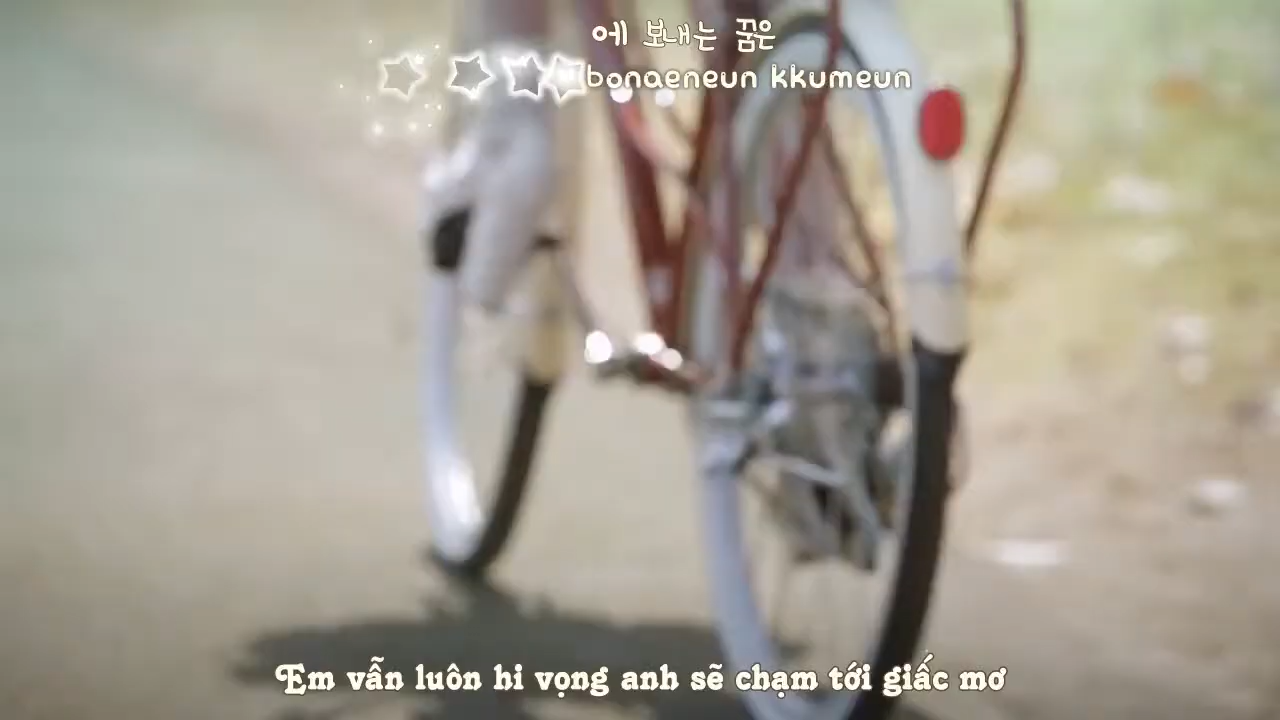 에 보내는 꿈은
bonaeneun kkumeun
Em vẫn luôn hi vọng anh sẽ chạm tới giấc mơ